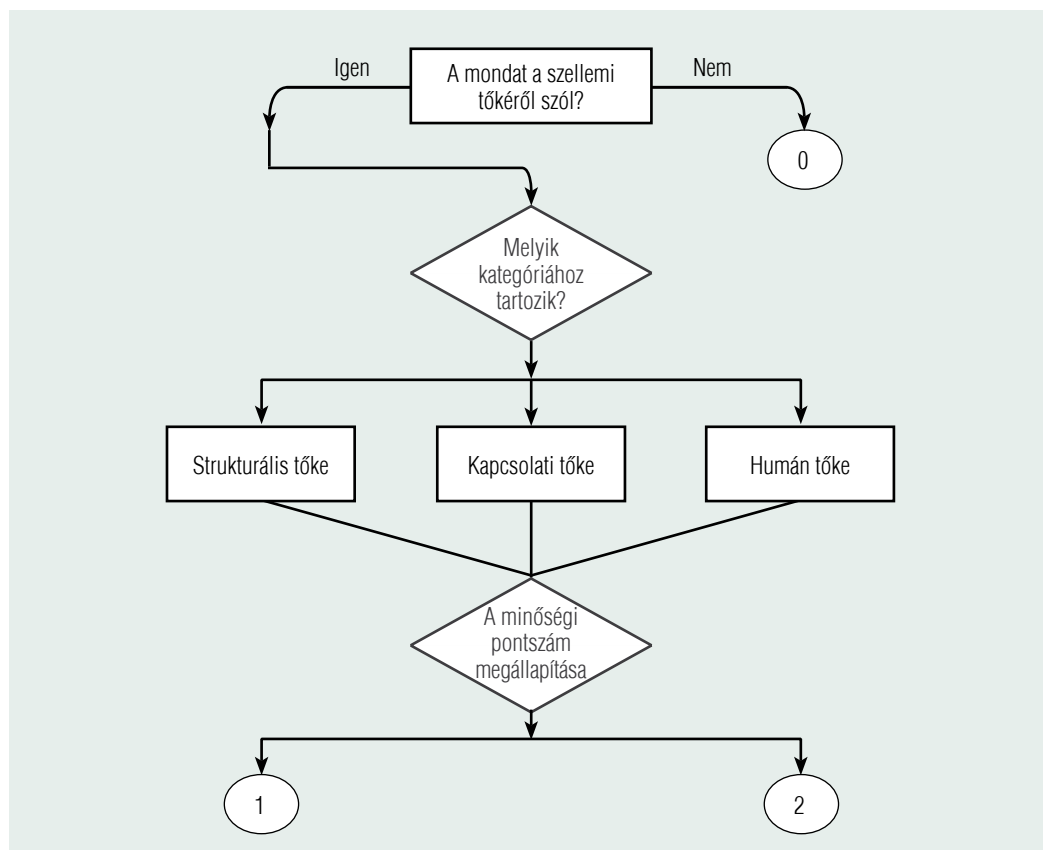 Igen
A mondat a szellemi
tőkéről szól?
Nem
0
Melyik
kategóriához
tartozik?
Strukturális tőke
Kapcsolati tőke
Humán tőke
A minőségi
pontszám
megállapítása
1
2